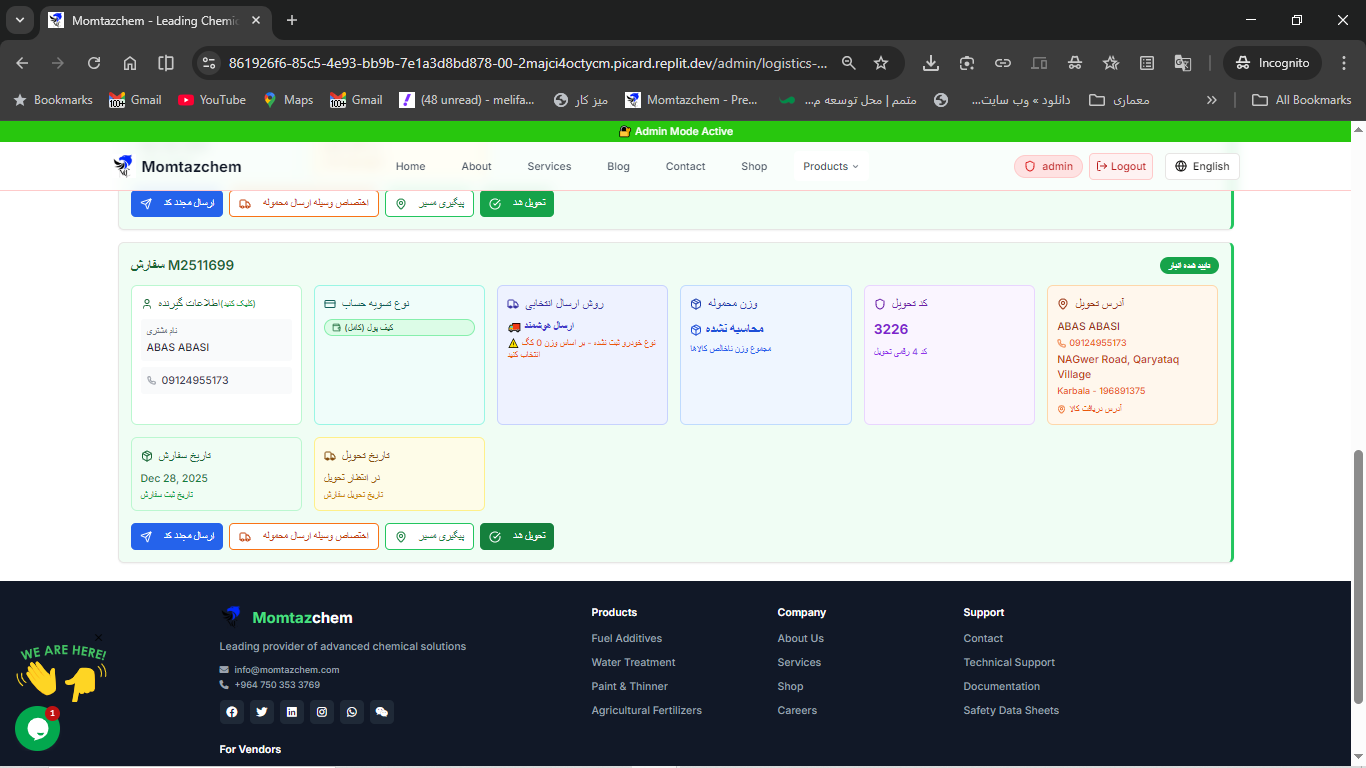 Momtazchem - Leading Chemic
861926f6-85c5-4e93-bb9b-7e1a3d8bd878-00-2majci4octycm.picard.replit.dev/admin/logistics-...
Incognito
Bookmarks
100+
Gmail
YouTube
Maps
100+
Gmail
(48 unread) - melifa...
میز کار
Momtazchem - Pre...
متمم | محل توسعه م...
دانلود » وب سایت...
معماری
»
All Bookmarks
Admin Mode Active
Momtazchem
Home
About
Services
Blog
Contact
Shop
Products
admin
Logout
English
ارسال مجدد کد
اختصاص وسیله ارسال محموله
پیگیری مسیر
تحویل شد
سفارش M2511699
تایید شده انبار
اطلاعات گیرنده (کلیک کنید)
نام مشتری
ABAS ABASI
09124955173
نوع تسویه حساب
کیف پول (کامل)
روش ارسال انتخابی
ارسال هوشمند
نوع خودرو ثبت نشده - بر اساس وزن 0 کگ
انتخاب کنید
وزن محموله
محاسبه نشده
مجموع وزن ناخالص کالاها
کد تحویل
3226
کد 4 رقمی تحویل
آدرس تحویل
ABAS ABASI
09124955173
NAGwer Road, Qaryataq
Village
Karbala - 196891375
آدرس دریافت کالا
تاریخ سفارش
Dec 28, 2025
تاریخ ثبت سفارش
تاریخ تحویل
در انتظار تحویل
تاریخ تحویل سفارش
ارسال مجدد کد
اختصاص وسیله ارسال محموله
پیگیری مسیر
تحویل شد
Momtazchem
Leading provider of advanced chemical solutions
info@momtazchem.com
+964 750 353 3769
For Vendors
Products
Fuel Additives
Water Treatment
Paint & Thinner
Agricultural Fertilizers
Company
About Us
Services
Shop
Careers
Support
Contact
Technical Support
Documentation
Safety Data Sheets
WE ARE HERE!
1